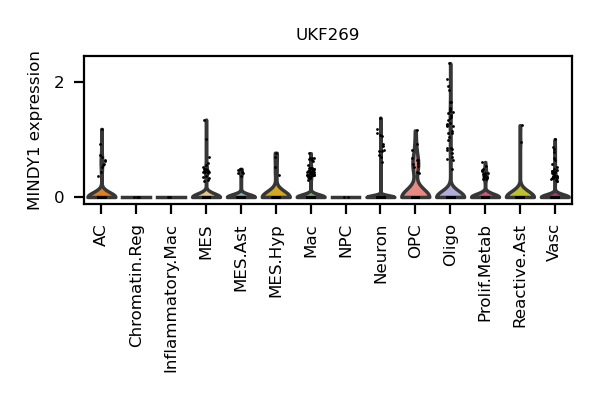 UKF269
MINDY1 expression
2
0
AC
Chromatin.Reg
Inflammatory.Mac
MES
MES.Ast
MES.Hyp
Mac
NPC
Neuron
OPC
Oligo
Prolif.Metab
Reactive.Ast
Vasc